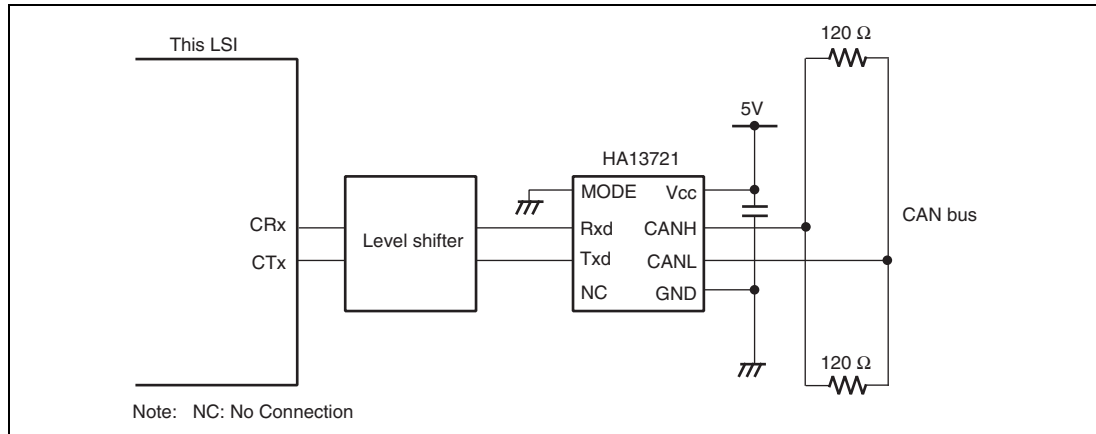 120 Ω
This LSI
5V
HA13721
MODE Vcc
CRx Level shifter Rxd CANH CAN bus
CTx Txd CANL
NC GND
120 Ω
Note: NC: No Connection